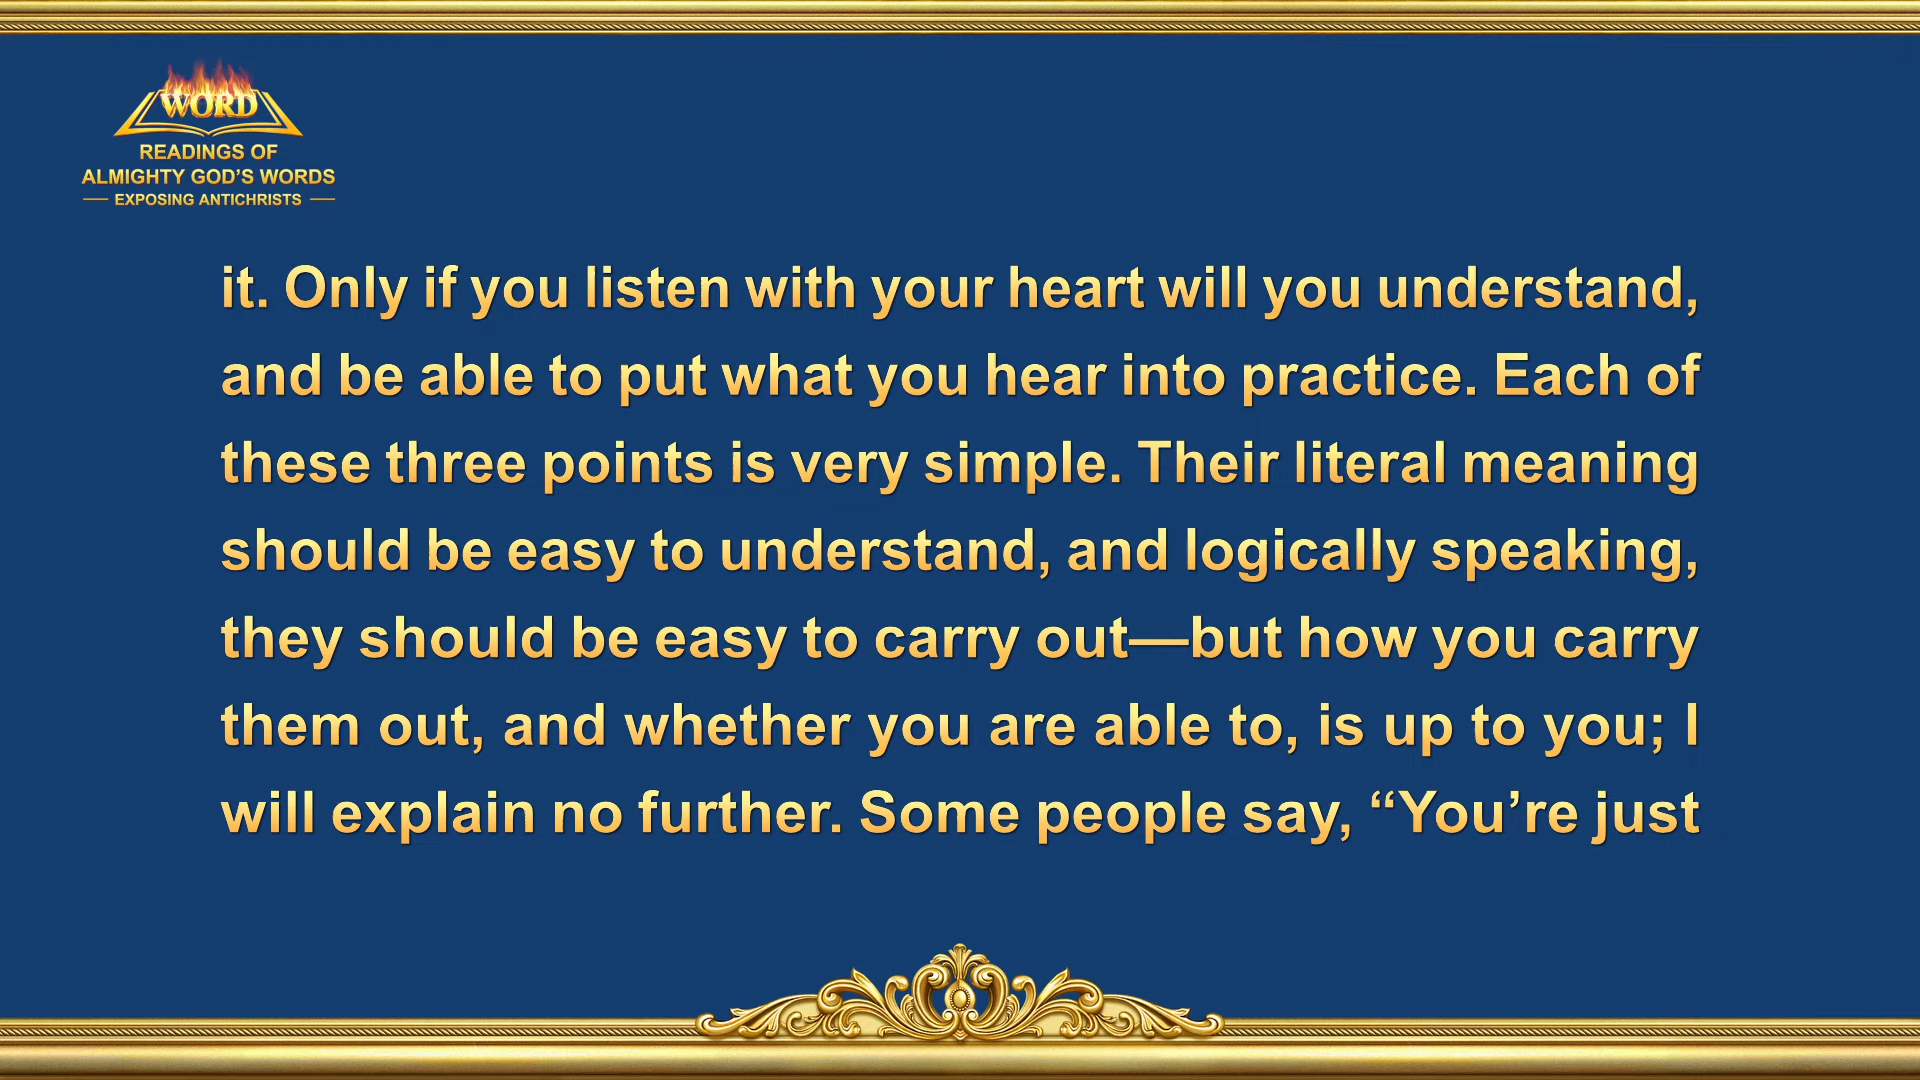 WORD
READINGS OF
ALMIGHTY GOD’S WORDS
EXPOSING ANTICHRISTS
it. Only if you listen with your heart will you understand,
and be able to put what you hear into practice. Each of
these three points is very simple. Their literal meaning
should be easy to understand, and logically speaking,
they should be easy to carry out—but how you carry
them out, and whether you are able to, is up to you; I
will explain no further. Some people say, “You’re just